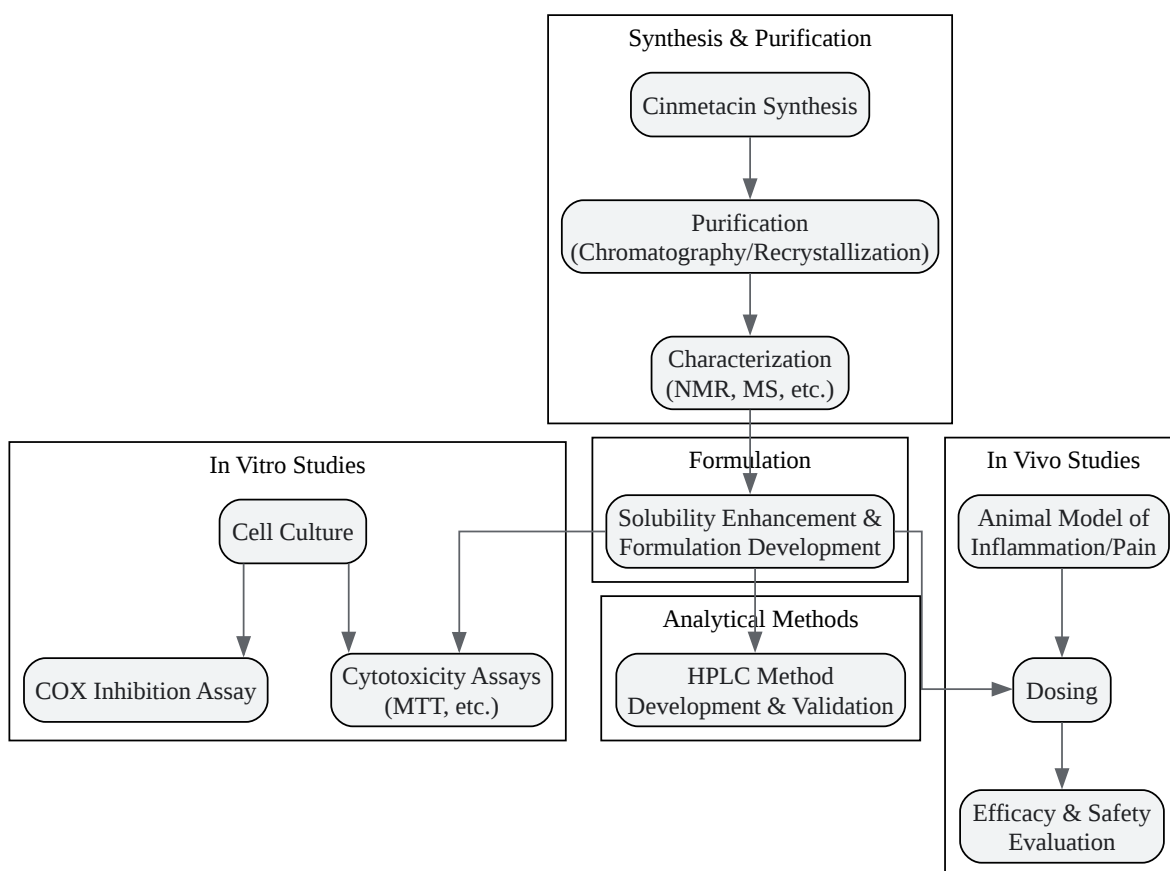 Synthesis & Purification
Cinmetacin Synthesis
Purification
(Chromatography/Recrystallization)
Characterization
(NMR, MS, etc.)
In Vitro Studies
Cell Culture
COX Inhibition Assay
Cytotoxicity Assays
(MTT, etc.)
Formulation
Solubility Enhancement &
Formulation Development
Analytical Methods
HPLC Method
Development & Validation
In Vivo Studies
Animal Model of
Inflammation/Pain
Dosing
Efficacy & Safety
Evaluation